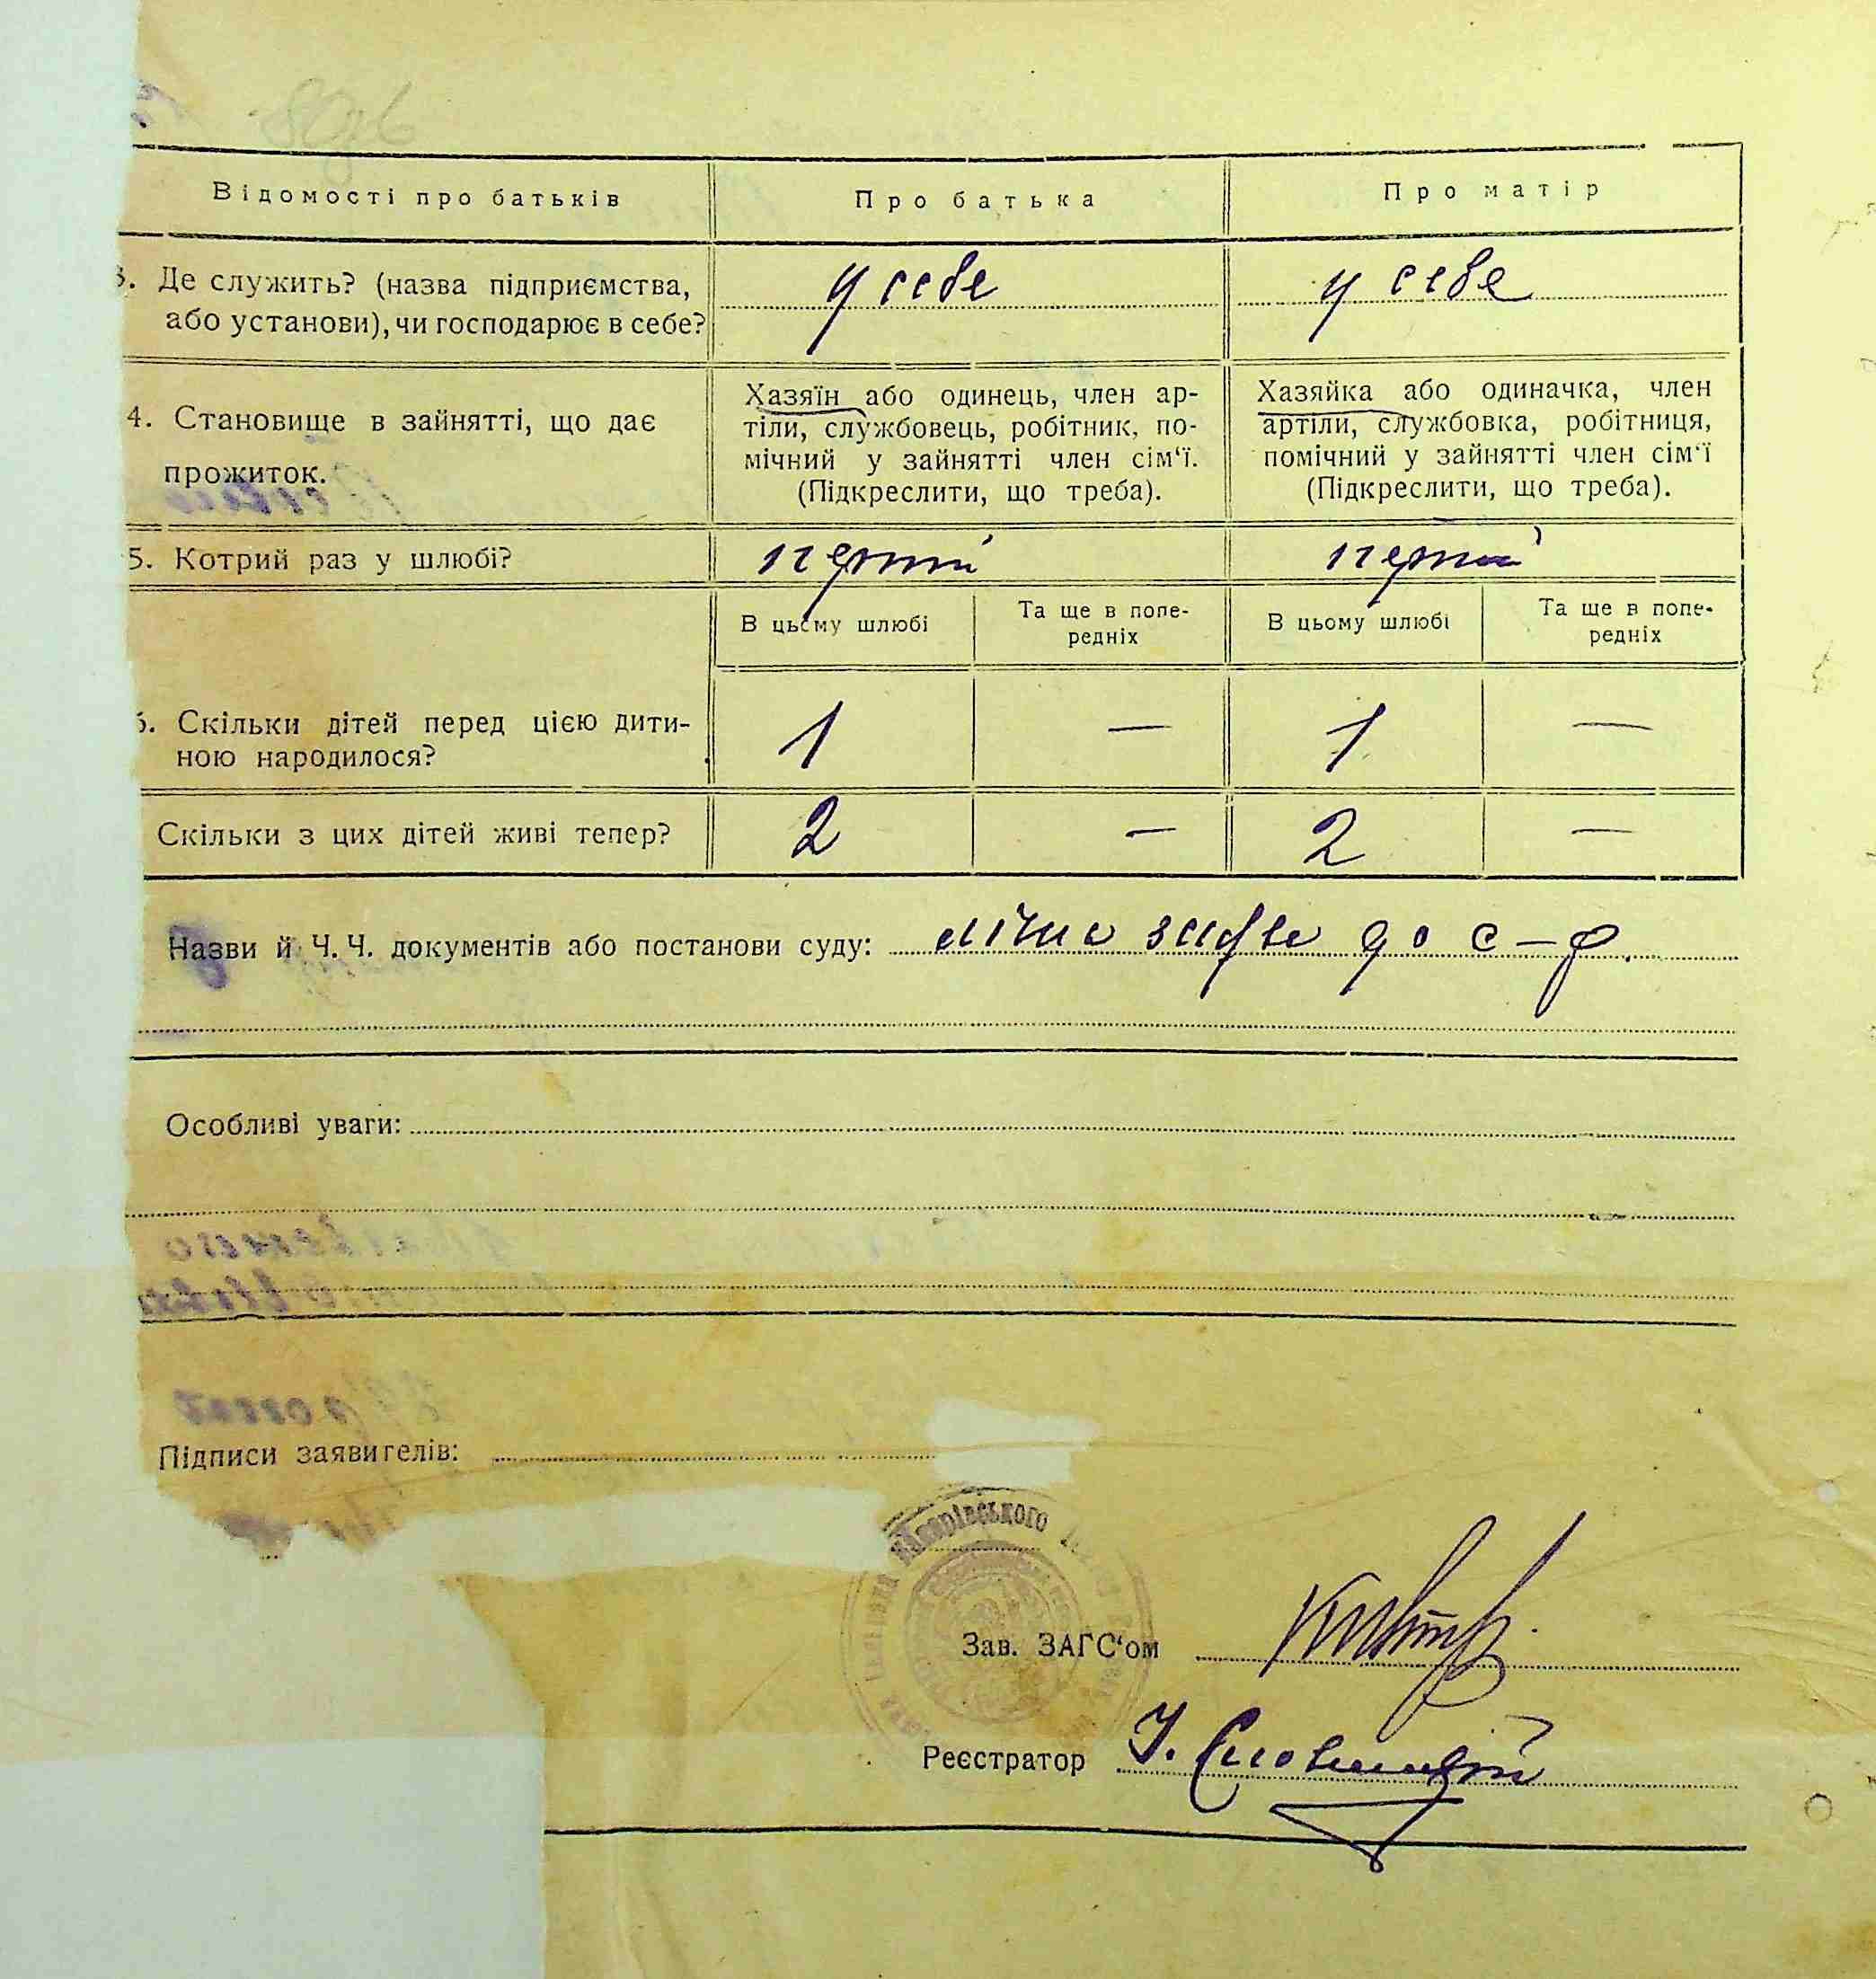 Відомості про батьків
Про батька
Про матір
3. Де служить? (назва підприємства,
або установи), чи господарює в себе?
у себе
у себе
4. Становище в зайнятті, що дає
прожиток.
Хазяїн або одинець, член ар-
тіли, службовець, робітник, по-
мічний у зайнятті член сім'ї.
(Підкреслити, що треба).
Хазяйка або одиначка, член
артіли, службовка, робітниця,
помічний у зайнятті член сім'ї
(Підкреслити, що треба).
5. Котрий раз у шлюбі?
перший
перший
В цьому шлюбі
Та ще в попе-
редніх
В цьому шлюбі
Та ще в попе-
редніх
6. Скільки дітей перед цією дити-
ною народилося?
1
—
1
—
Скільки з цих дітей живі тепер?
2
—
2
—
Назви й Ч. Ч. документів або постанови суду:
до с-р
Особливі уваги:
Підписи заявителів:
Зав. ЗАГС'ом
Реєстратор